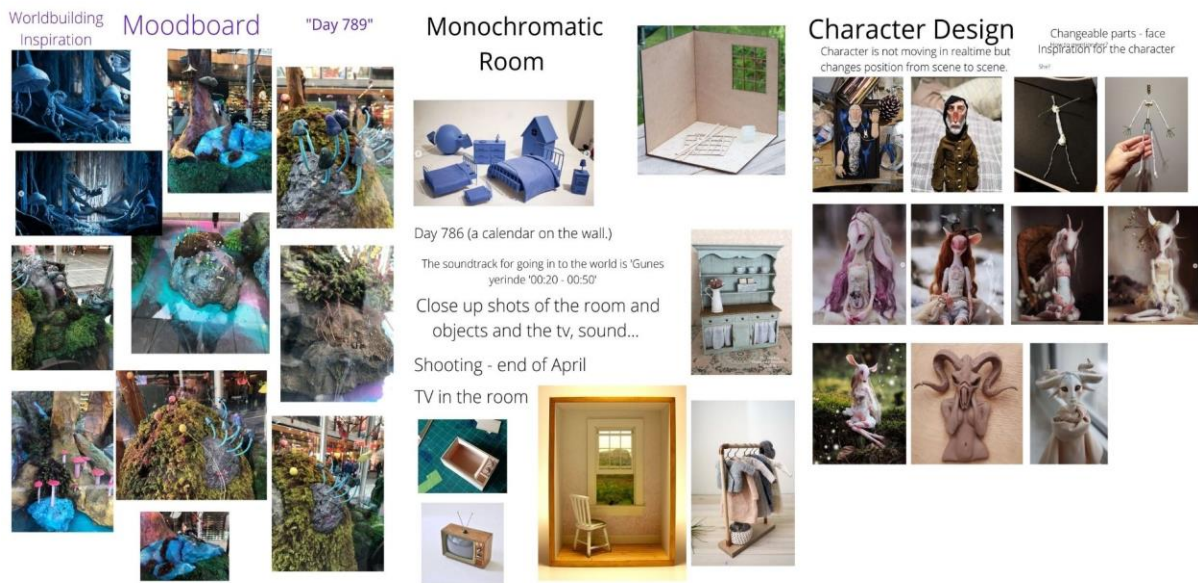 Worldbuilding
Inspiration
Moodboard
"Day 789"
Monochromatic
Room
Day 786 (a calendar on the wall.)
The soundtrack for going in to the world is 'Gunes
yerinde '00:20 - 00:50'
Close up shots of the room and
objects and the tv, sound...
Shooting - end of April
TV in the room
Character Design
Character is not moving in realtime but
changes position from scene to scene.
Changeable parts - face
Inspiration for the character